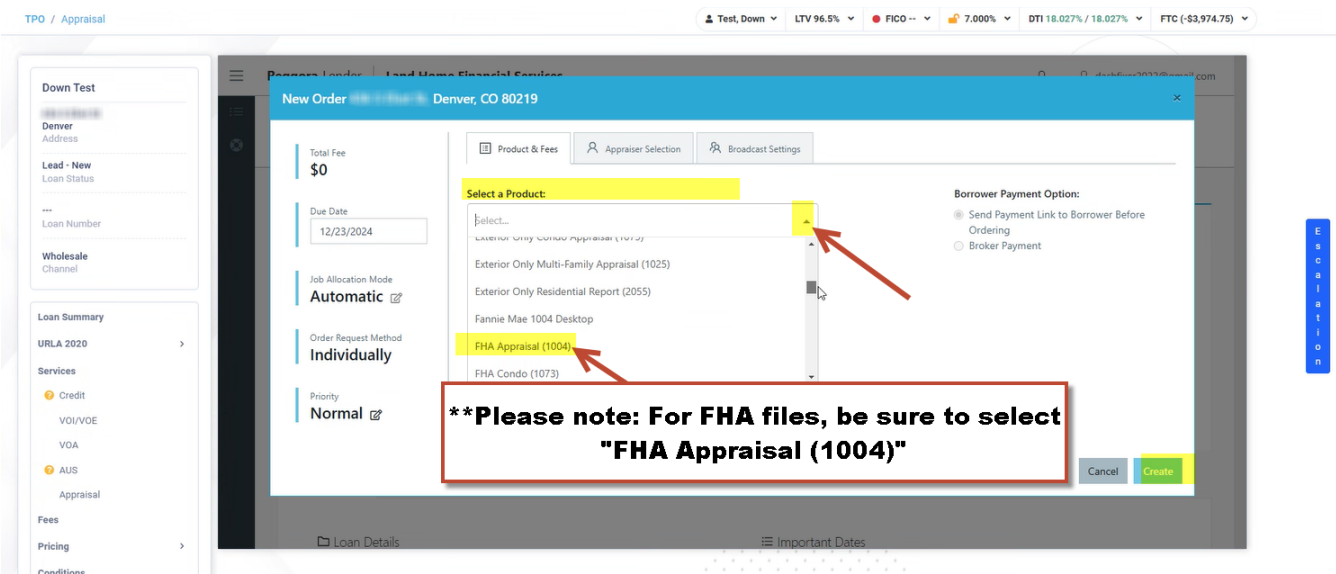 TPO / Appraisal
Test, Down
LTV 96.5%
FICO --
7.000%
DTI 18.027% / 18.027%
FTC (-$3,974.75)
Down Test
Denver
Address
Lead - New
Loan Status
---
Loan Number
Wholesale
Channel
Loan Summary
URLA 2020
Services
Credit
VOI/VOE
VOA
AUS
Appraisal
Fees
Pricing
Conditions
Land Home Financial Services
New Order
Denver, CO 80219
×
Total Fee
$0
Due Date
12/23/2024
Job Allocation Mode
Automatic
Order Request Method
Individually
Priority
Normal
Product & Fees
Appraiser Selection
Broadcast Settings
Select a Product:
Select...
Exterior Only Condo Appraisal (1075)
Exterior Only Multi-Family Appraisal (1025)
Exterior Only Residential Report (2055)
Fannie Mae 1004 Desktop
FHA Appraisal (1004)
FHA Condo (1073)
Borrower Payment Option:
Send Payment Link to Borrower Before
Ordering
Broker Payment
**Please note: For FHA files, be sure to select
"FHA Appraisal (1004)"
Cancel
Create
Loan Details
Important Dates
Escalation